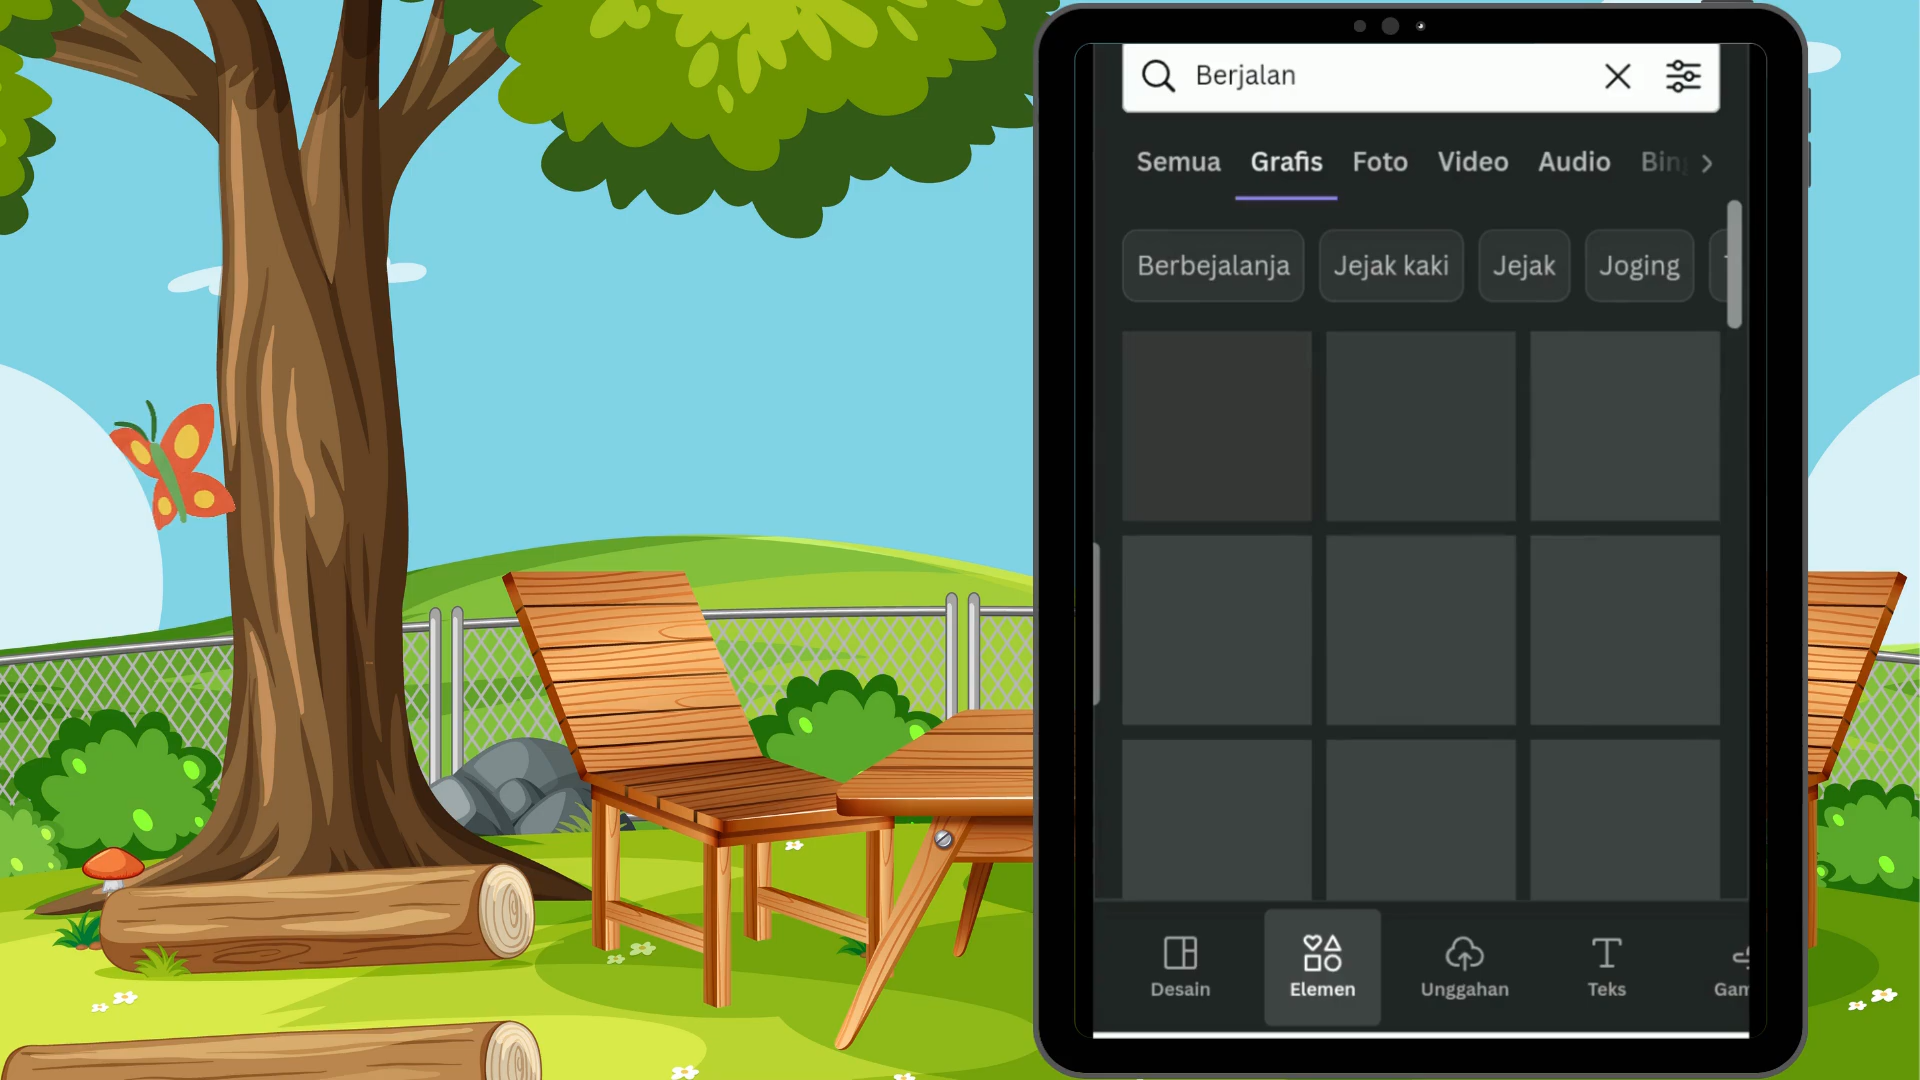 Berjalan
Semua Grafis Foto Video Audio
Berbejalanja Jejak kaki Jejak Joging
Desain Elemen Unggahan Teks